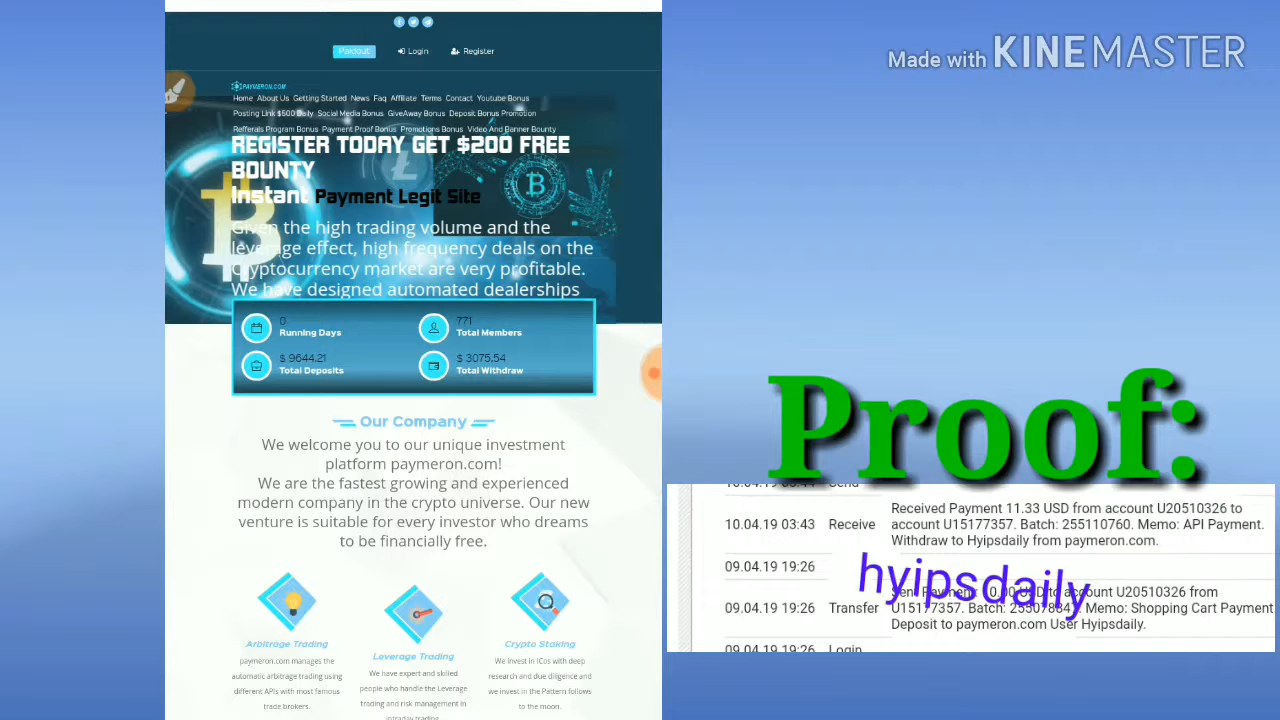 Made with KINEMASTER
Paidout
Login
Register
PAYMERON.COM
Home About Us Getting Started News Faq Affiliate Terms Contact Youtube Bonus
Posting Link $500 Daily Social Media Bonus GiveAway Bonus Deposit Bonus Promotion
Refferals Program Bonus Payment Proof Bonus Promotions Bonus Video And Banner Bounty
REGISTER TODAY GET $200 FREE
BOUNTY
Instant Payment Legit Site
Given the high trading volume and the
leverage effect, high frequency deals on the
cryptocurrency market are very profitable.
We have designed automated dealerships
0
Running Days
771
Total Members
$ 9644.21
Total Deposits
$ 3075.54
Total Withdraw
Our Company
We welcome you to our unique investment
platform paymeron.com!
We are the fastest growing and experienced
modern company in the crypto universe. Our new
venture is suitable for every investor who dreams
to be financially free.
Arbitrage Trading
paymeron.com manages the
automatic arbitrage trading using
different APIs with most famous
trade brokers.
Leverage Trading
We have expert and skilled
people who handle the Leverage
trading and risk management in
intraday trading
Crypto Staking
We invest in ICos with deep
research and due diligence and
we invest in the Pattern follows
to the moon.
Proof:
10.04.19 03:43 Receive
Received Payment 11.33 USD from account U20510326 to
account U15177357. Batch: 255110760. Memo: API Payment.
Withdraw to Hyipsdaily from paymeron.com.
09.04.19 19:26
hyipsdaily
09.04.19 19:26 Transfer
to account U20510326 from
U15177357. Batch: Memo: Shopping Cart Payment
Deposit to paymeron.com User Hyipsdaily.
09.04.19 19:26 Login